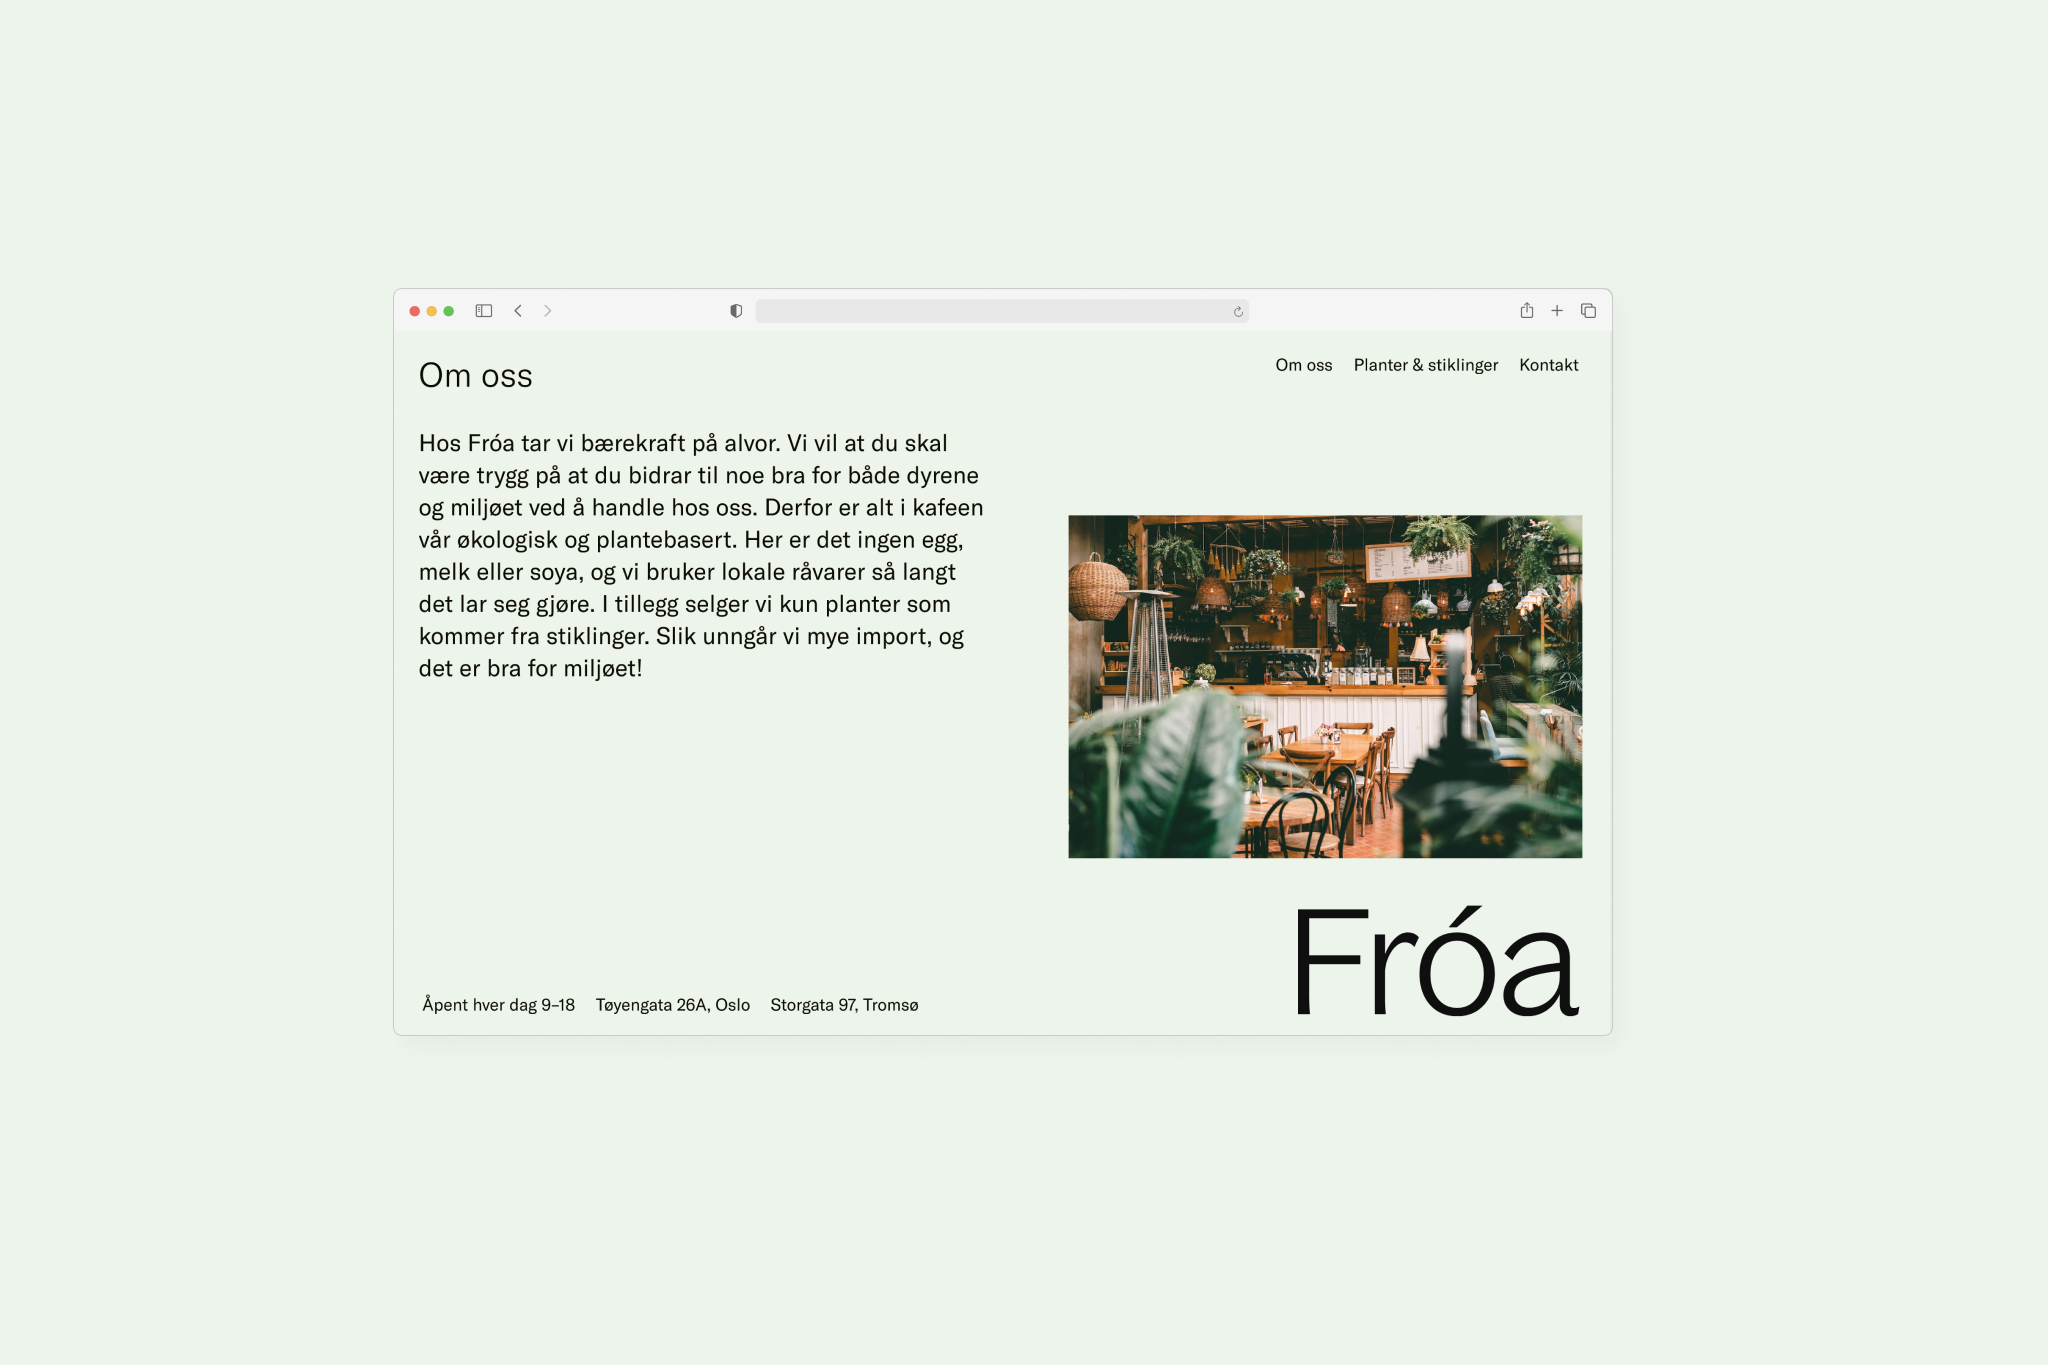 Om oss
Om oss Planter & stiklinger Kontakt
Hos Fróa tar vi bærekraft på alvor. Vi vil at du skal
være trygg på at du bidrar til noe bra for både dyrene
og miljøet ved å handle hos oss. Derfor er alt i kafeen
vår økologisk og plantebasert. Her er det ingen egg,
melk eller soya, og vi bruker lokale råvarer så langt
det lar seg gjøre. I tillegg selger vi kun planter som
kommer fra stiklinger. Slik unngår vi mye import, og
det er bra for miljøet!
Fróa
Åpent hver dag 9–18 Tøyengata 26A, Oslo Storgata 97, Tromsø